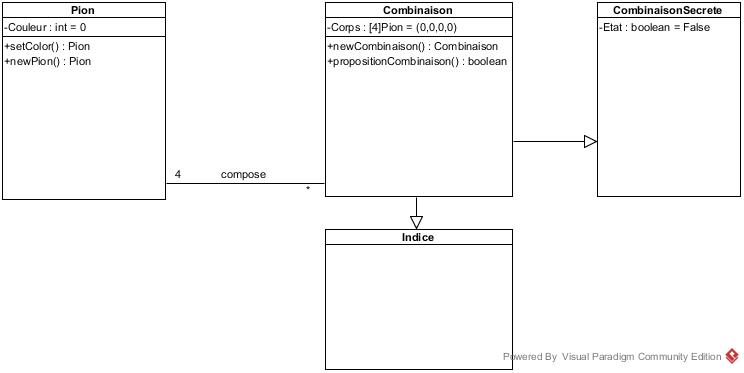 Pion
-Couleur : int = 0
+setColor() : Pion
+newPion() : Pion
Combinaison
-Corps : [4]Pion = (0,0,0,0)
+newCombinaison() : Combinaison
+propositionCombinaison() : boolean
CombinaisonSecrete
-Etat : boolean = False
4 compose
*
Indice
Powered By Visual Paradigm Community Edition